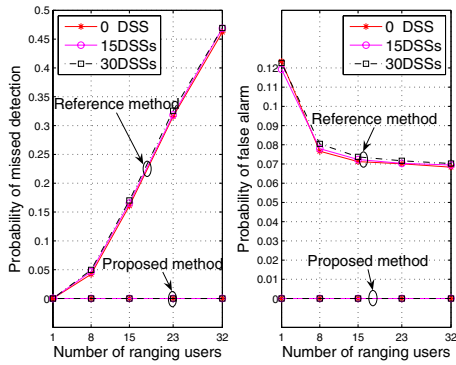 0.5
0.45
0.4
0.35
0.3
0.25
0.2
0.15
0.1
0.05
0
1 8 15 23 32
Number of ranging users
Probability of missed detection
0 DSS
15DSSs
30DSSs
Reference method
Proposed method
0.12
0.11
0.1
0.09
0.08
0.07
0.06
0.05
0.04
0.03
0.02
0.01
0
1 8 15 23 32
Number of ranging users
Probability of false alarm
0 DSS
15DSSs
30DSSs
Reference method
Proposed method